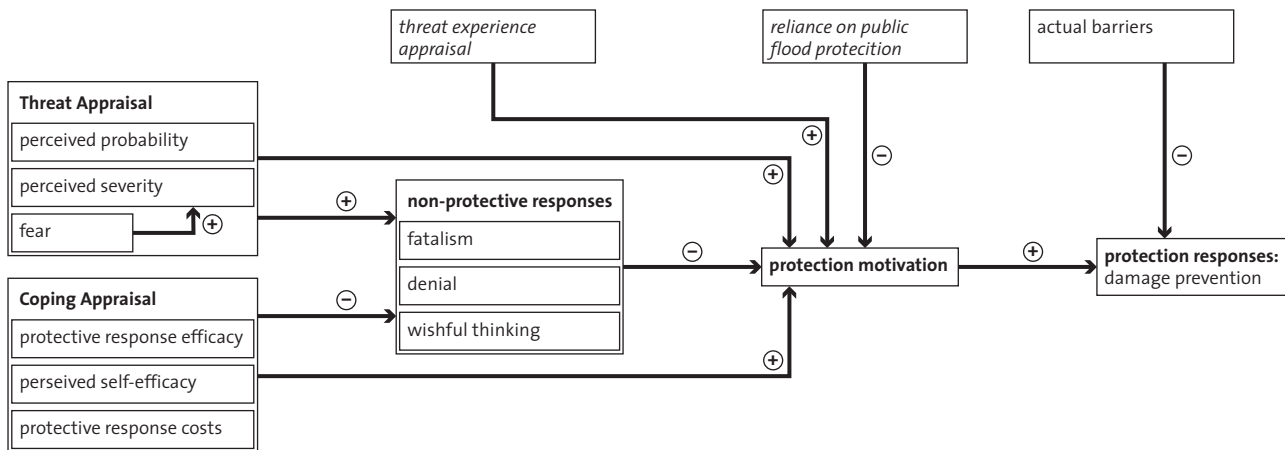 threat experience
appraisal
reliance on public
flood protecition
actual barriers
Threat Appraisal
perceived probability
perceived severity
fear
+
+
+
+
−
−
non-protective responses
fatalism
denial
wishful thinking
−
protection motivation
+
protection responses:
damage prevention
Coping Appraisal
protective response efficacy
perseived self-efficacy
protective response costs
−
+